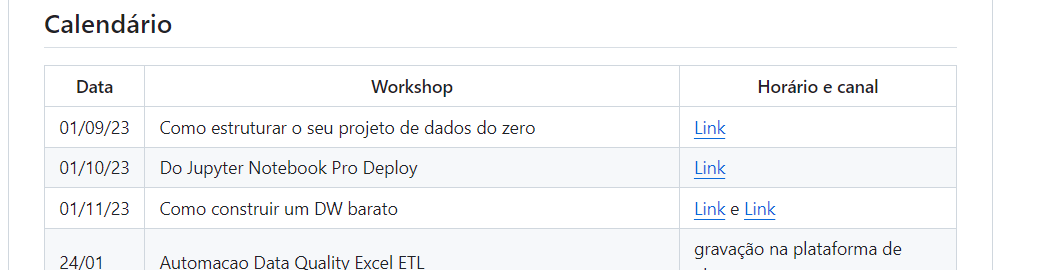 Calendário
Data Workshop Horário e canal
01/09/23 Como estruturar o seu projeto de dados do zero Link
01/10/23 Do Jupyter Notebook Pro Deploy Link
01/11/23 Como construir um DW barato Link e Link
24/01 Automacao Data Quality Excel ETL gravação na plataforma de